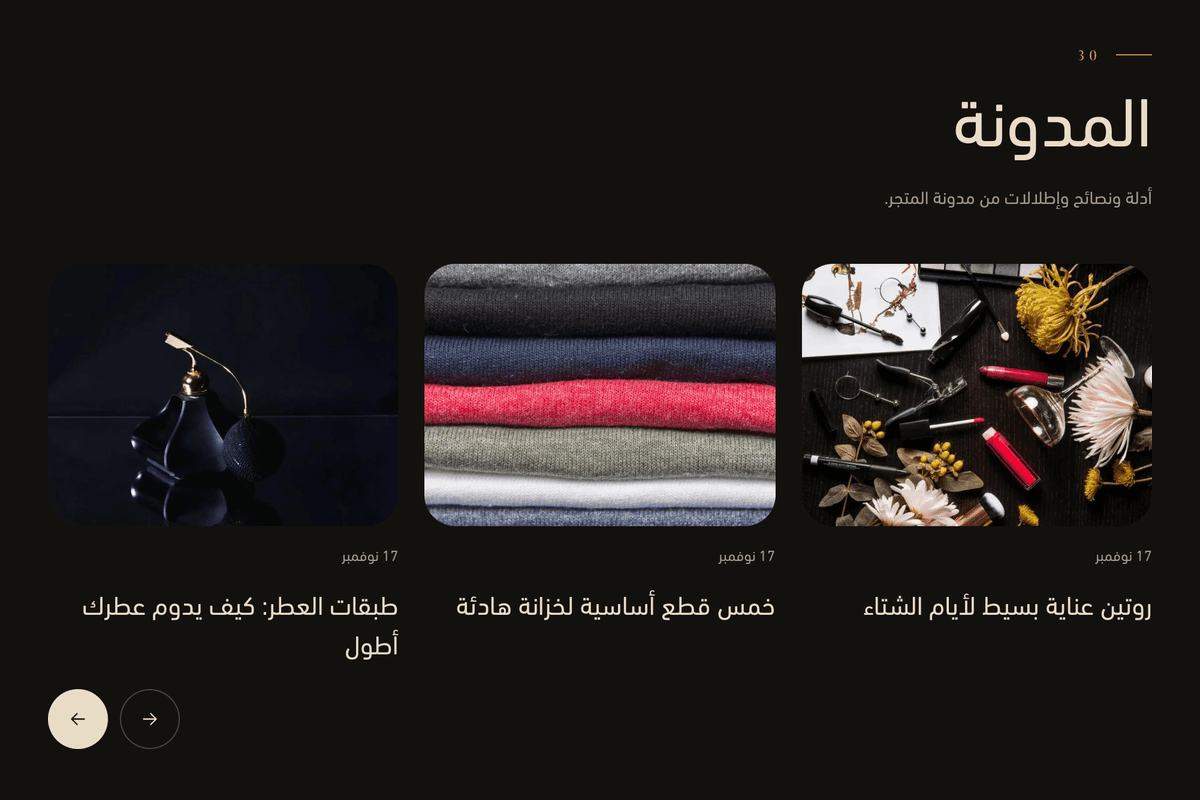 30
المدونة
أدلة ونصائح وإطلالات من مدونة المتجر.
17 نوفمبر
روتين عناية بسيط لأيام الشتاء
17 نوفمبر
خمس قطع أساسية لخزانة هادئة
17 نوفمبر
طبقات العطر: كيف يدوم عطرك
أطول